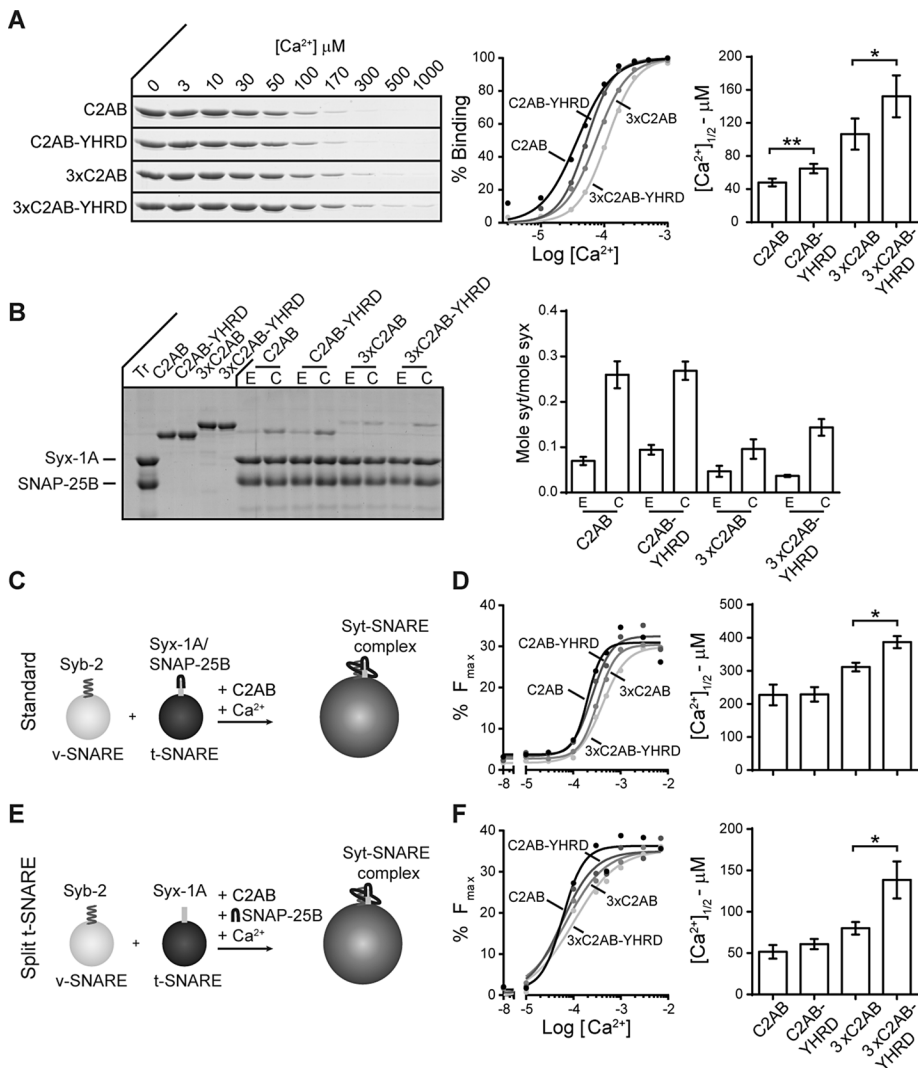 A
[Ca²⁺] μM
0 3 10 30 50 100 170 300 500 1000
C2AB
C2AB-YHRD
3xC2AB
3xC2AB-YHRD
% Binding
100
80
60
40
20
0
C2AB-YHRD
3xC2AB
C2AB
3xC2AB-YHRD
-5 -4 -3
Log [Ca²⁺]
[Ca²⁺]1/2 - μM
200
160
120
80
40
0
**
*
C2AB
C2AB-YHRD
3xC2AB
3xC2AB-YHRD
B
Tr C2AB C2AB-YHRD 3xC2AB 3xC2AB-YHRD
C2AB C2AB-YHRD 3xC2AB 3xC2AB-YHRD
E C E C E C E C
Syx-1A
SNAP-25B
Mole syt/mole syx
0.4
0.3
0.2
0.1
0.0
E C E C E C E C
C2AB
C2AB-YHRD
3xC2AB
3xC2AB-YHRD
C
Standard
Syb-2
v-SNARE
+
Syx-1A/
SNAP-25B
t-SNARE
+ C2AB
+ Ca²⁺
Syt-SNARE
complex
D
% Fmax
40
30
20
10
0
C2AB-YHRD
C2AB
3xC2AB
3xC2AB-YHRD
-8 -5 -4 -3 -2
[Ca²⁺]1/2 - μM
500
400
300
200
100
0
*
E
Split t-SNARE
Syb-2
v-SNARE
+
Syx-1A
t-SNARE
+ C2AB
+ SNAP-25B
+ Ca²⁺
Syt-SNARE
complex
F
% Fmax
40
30
20
10
0
C2AB-YHRD
C2AB
3xC2AB
3xC2AB-YHRD
-8 -5 -4 -3 -2
Log [Ca²⁺]
[Ca²⁺]1/2 - μM
200
150
100
50
0
*
C2AB
C2AB-YHRD
3xC2AB
3xC2AB-YHRD